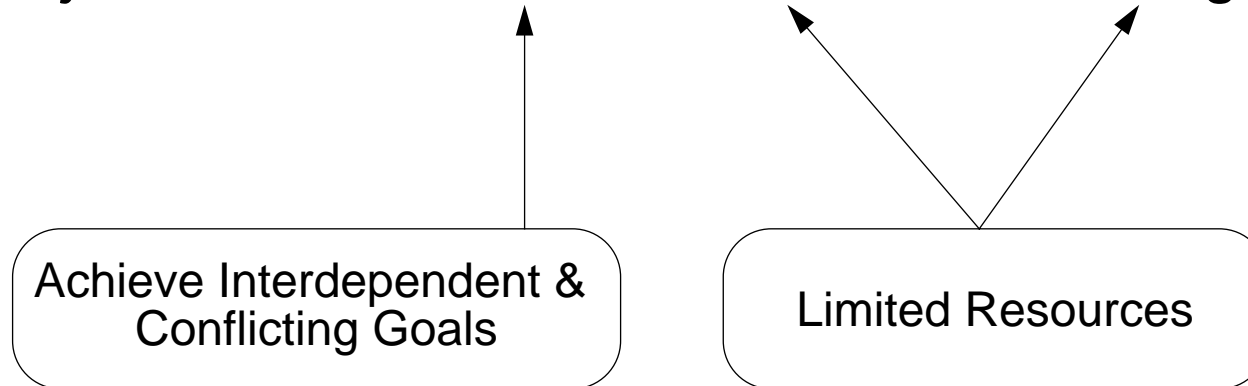 Achieve Interdependent &
Conflicting Goals
Limited Resources